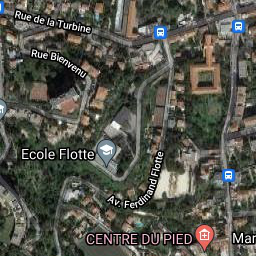 Rue de la Turbine
Rue Bienvenu
Ecole Flotte
Av. Ferdinand Flotte
CENTRE DU PIED
Mar